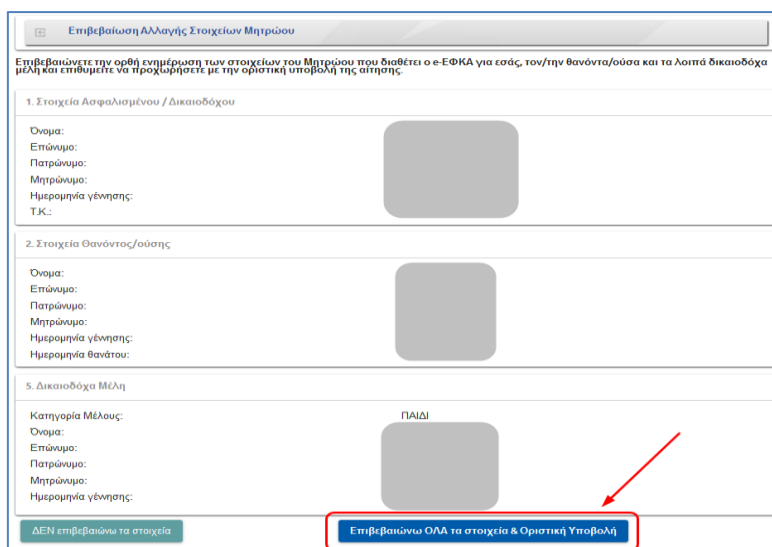 Επιβεβαίωση Αλλαγής Στοιχείων Μητρώου
Επιβεβαιώνετε την ορθή ενημέρωση των στοιχείων του Μητρώου που διαθέτει ο e-ΕΦΚΑ για εσάς, τον/την θανόντα/ούσα και τα λοιπά δικαιοδόχα
μέλη και επιθυμείτε να προχωρήσετε με την οριστική υποβολή της αίτησης.
1. Στοιχεία Ασφαλισμένου / Δικαιοδόχου
Όνομα:
Επώνυμο:
Πατρώνυμο:
Μητρώνυμο:
Ημερομηνία γέννησης:
Τ.Κ.:
2. Στοιχεία Θανόντος/ούσης
Όνομα:
Επώνυμο:
Πατρώνυμο:
Μητρώνυμο:
Ημερομηνία γέννησης:
Ημερομηνία θανάτου:
5. Δικαιοδόχα Μέλη
Κατηγορία Μέλους: ΠΑΙΔΙ
Όνομα:
Επώνυμο:
Πατρώνυμο:
Μητρώνυμο:
Ημερομηνία γέννησης:
ΔΕΝ επιβεβαιώνω τα στοιχεία Επιβεβαιώνω ΟΛΑ τα στοιχεία & Οριστική Υποβολή